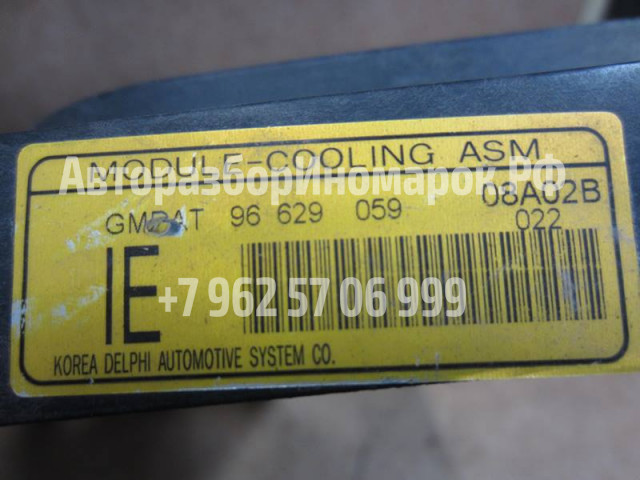 MODULE-COOLING ASM
Авторазбориномарок.РФ
08A02B
GMDAT 96 629 059
022
IE
+7 962 57 06 999
KOREA DELPHI AUTOMOTIVE SYSTEM CO.